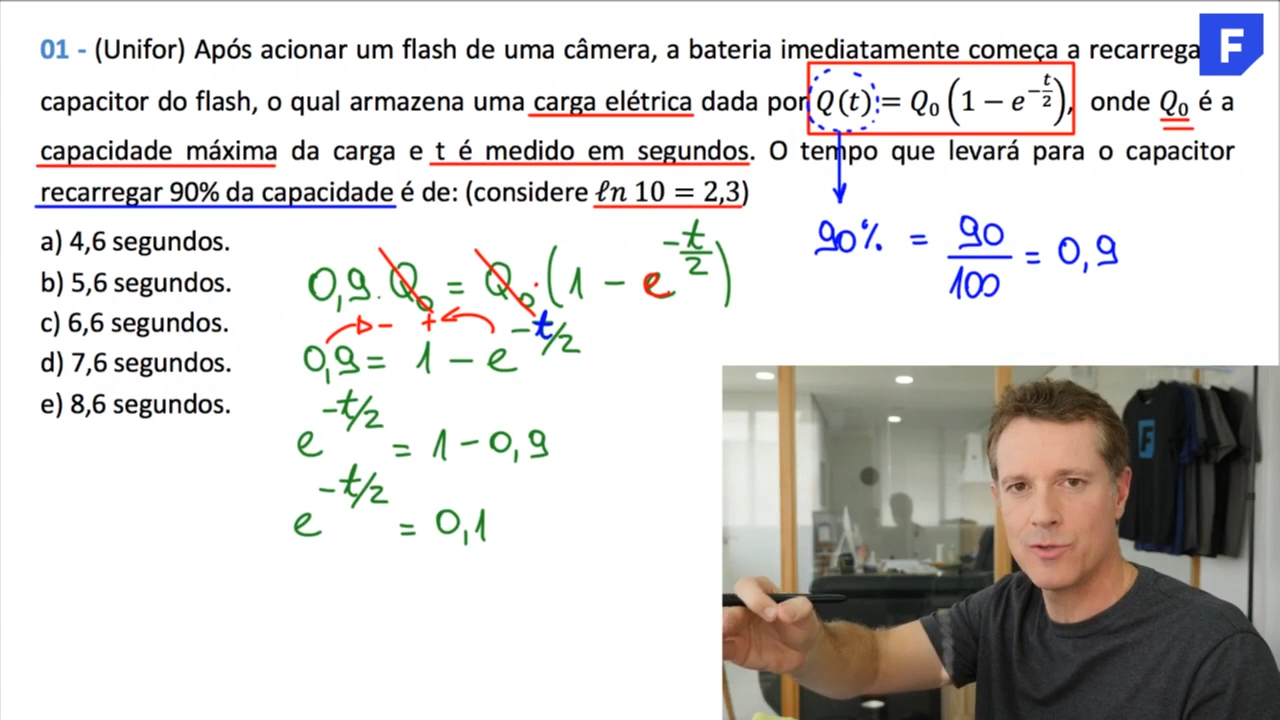 01 - (Unifor) Após acionar um flash de uma câmera, a bateria imediatamente começa a recarrega
capacitor do flash, o qual armazena uma carga elétrica dada por Q(t) = Q₀ (1 − e^(−t/2)), onde Q₀ é a
capacidade máxima da carga e t é medido em segundos. O tempo que levará para o capacitor
recarregar 90% da capacidade é de: (considere ℓn 10 = 2,3)
a) 4,6 segundos.
b) 5,6 segundos.
c) 6,6 segundos.
d) 7,6 segundos.
e) 8,6 segundos.
90% = 90/100 = 0,9
0,9.Q₀ = Q₀.(1 − e^(−t/2))
− +
0,9 = 1 − e^(−t/2)
e^(−t/2) = 1 − 0,9
e^(−t/2) = 0,1
F
F